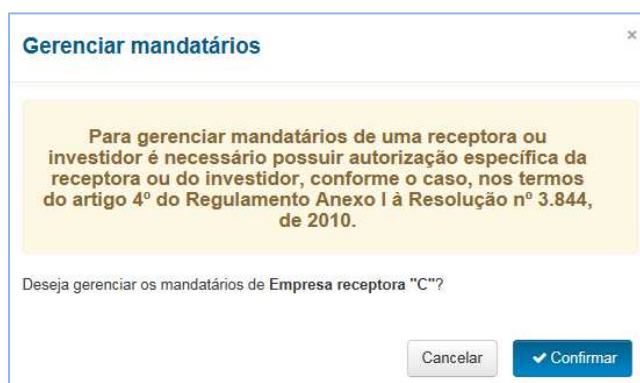 Gerenciar mandatários
×
Para gerenciar mandatários de uma receptora ou
investidor é necessário possuir autorização específica da
receptora ou do investidor, conforme o caso, nos termos
do artigo 4º do Regulamento Anexo I à Resolução nº 3.844,
de 2010.
Deseja gerenciar os mandatários de Empresa receptora "C"?
Cancelar
✓ Confirmar